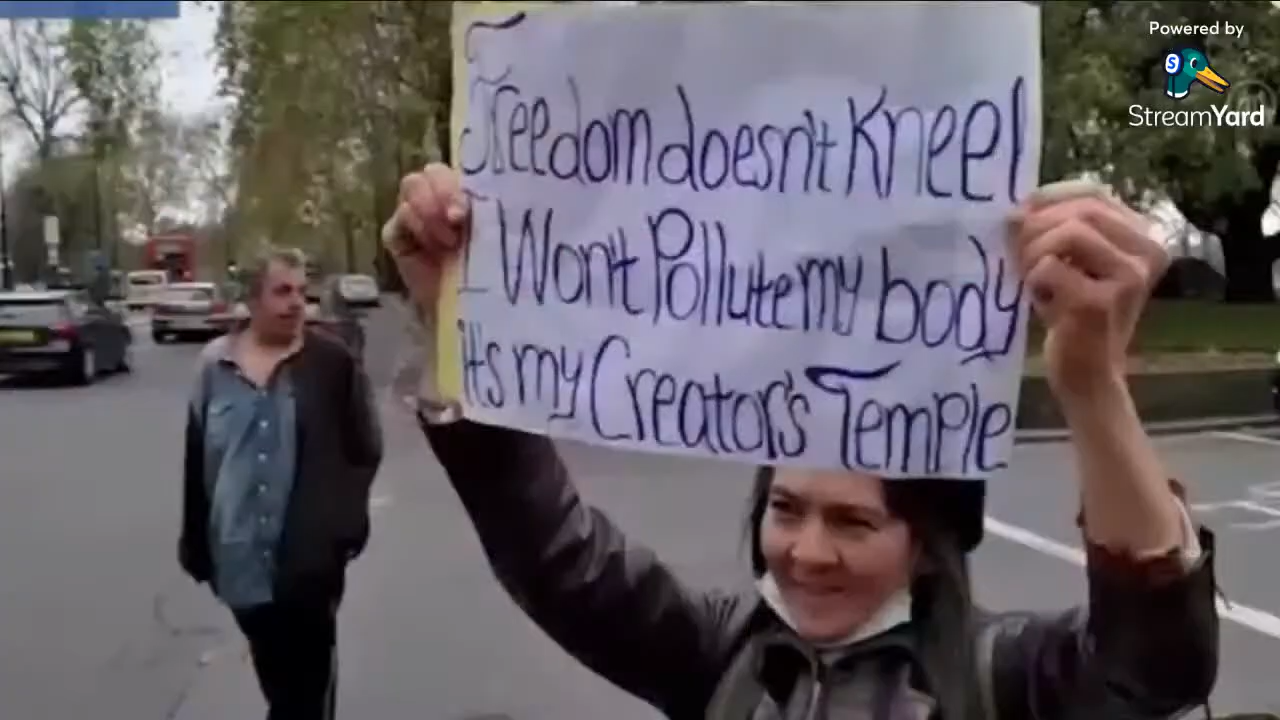 Powered by
StreamYard
Freedom doesn't Kneel
I Won't Pollute my body
it's my Creator's Temple